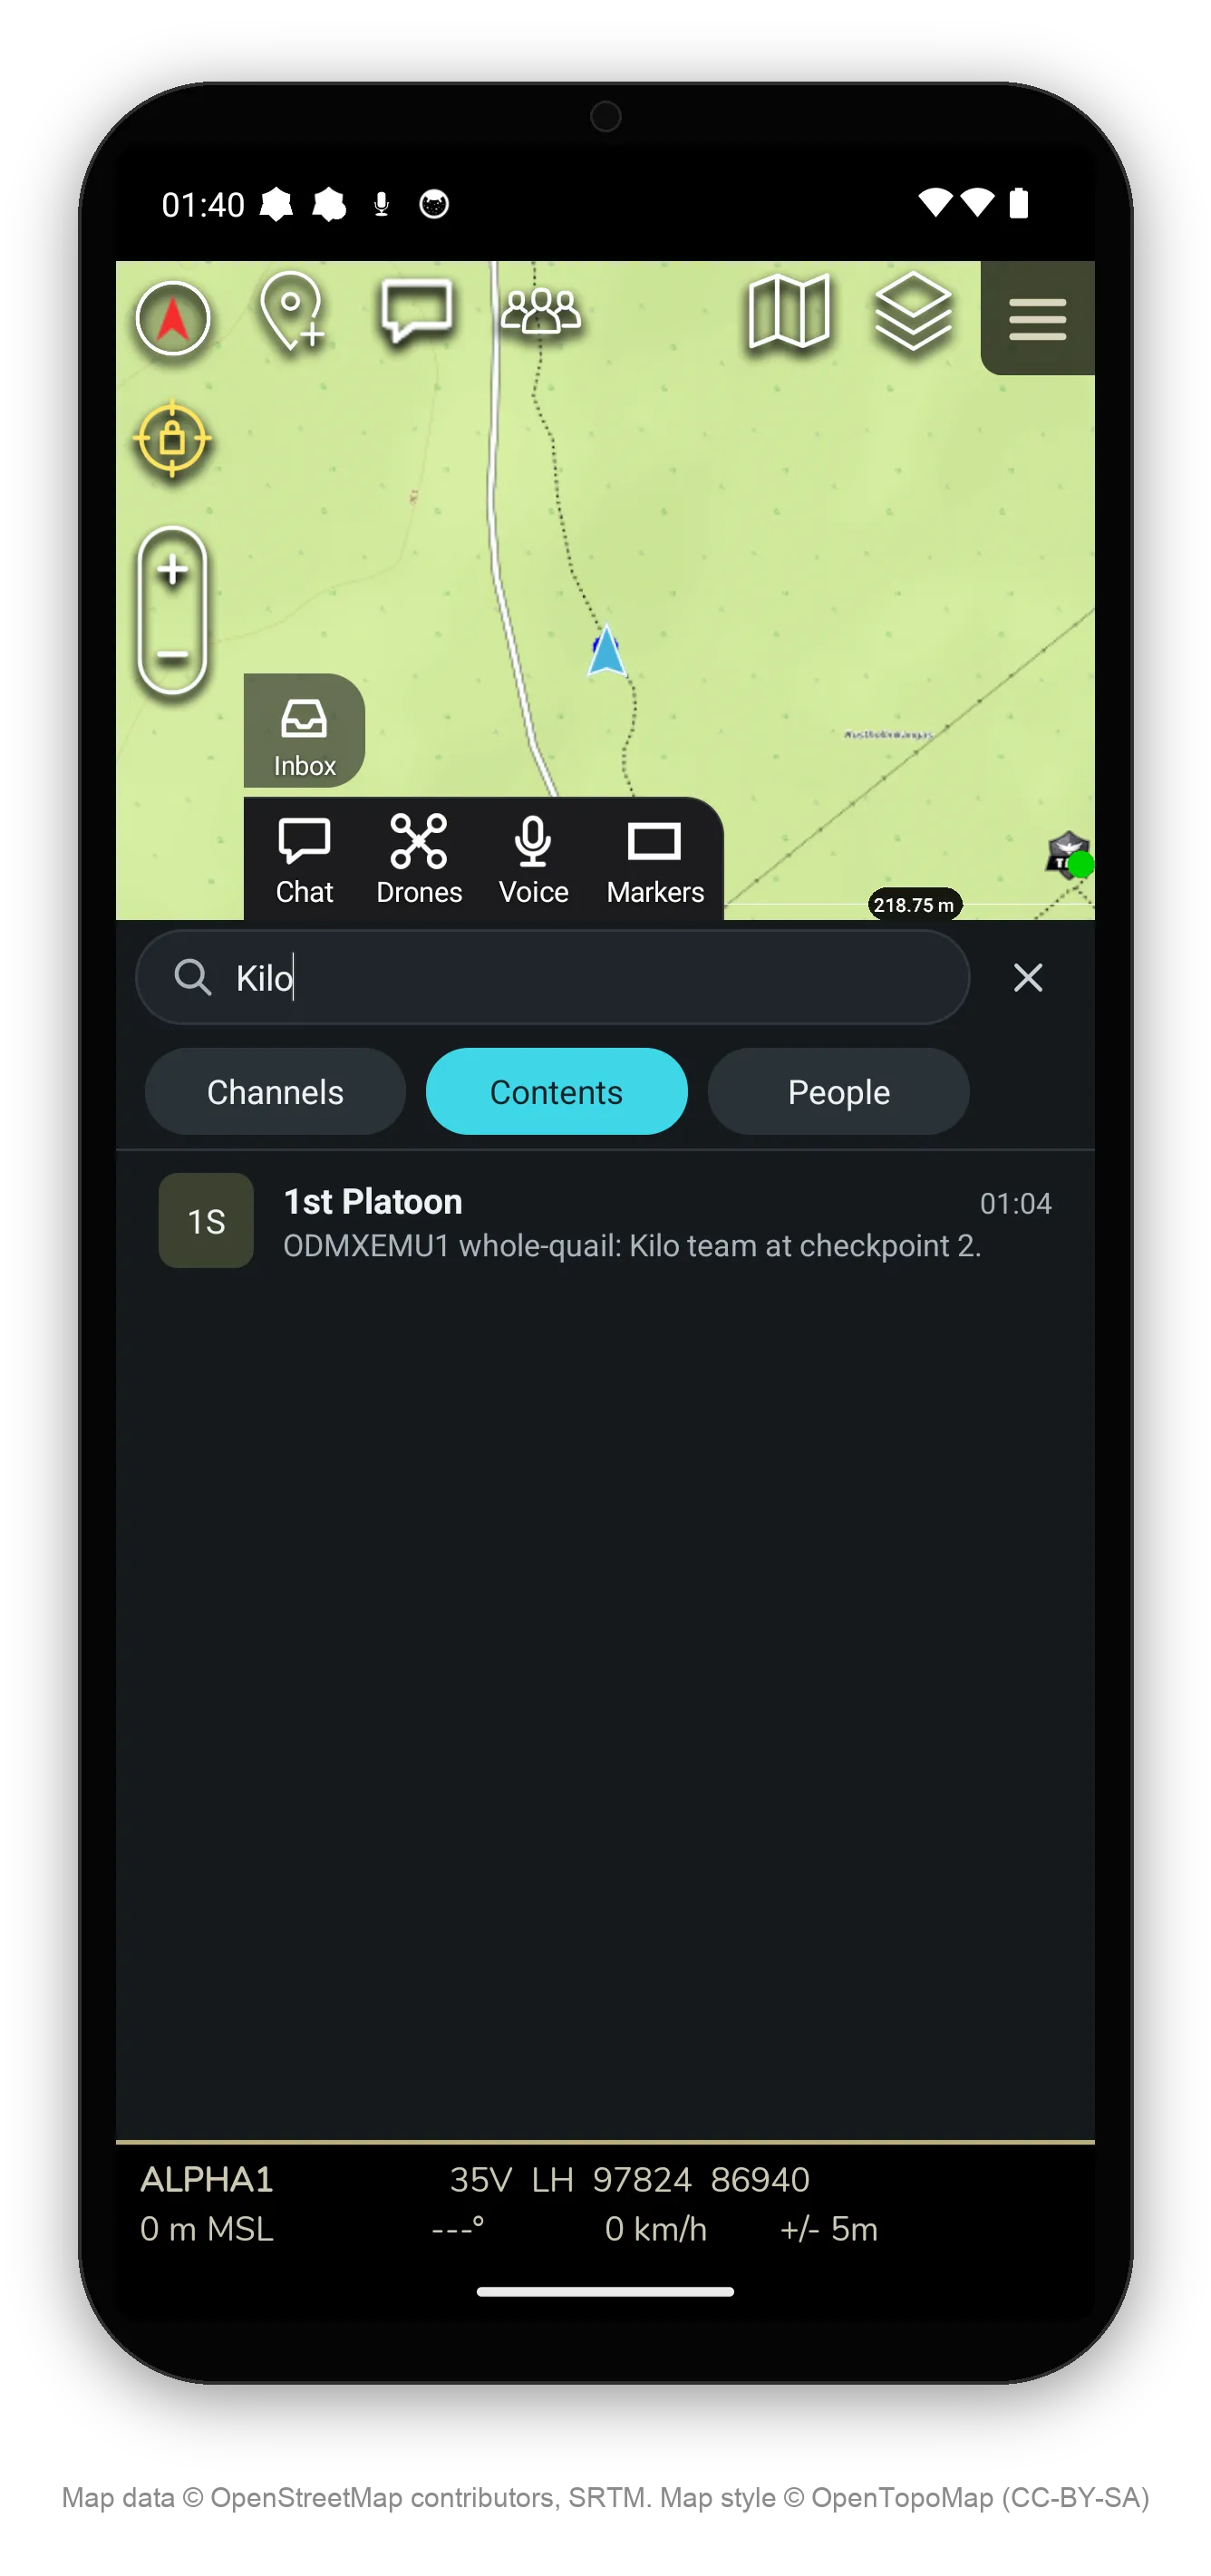 01:40
Inbox
Chat Drones Voice Markers
218.75 m
Kilo
Channels Contents People
1S
1st Platoon 01:04
ODMXEMU1 whole-quail: Kilo team at checkpoint 2.
ALPHA1 35V LH 97824 86940
0 m MSL ---° 0 km/h +/- 5m
Map data © OpenStreetMap contributors, SRTM. Map style © OpenTopoMap (CC-BY-SA)